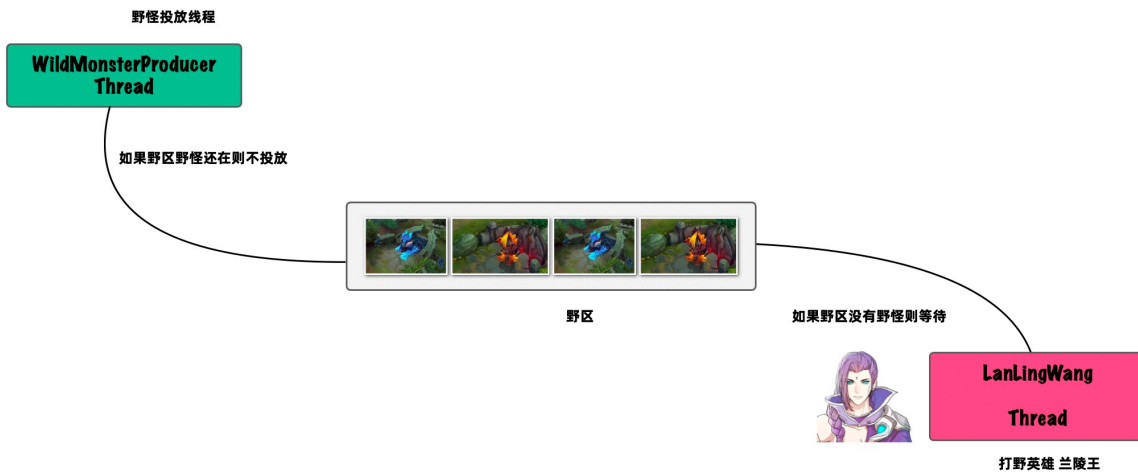 野怪投放线程
WildMonsterProducer
Thread
如果野区野怪还在则不投放
野区
如果野区没有野怪则等待
LanLingWang
Thread
打野英雄 兰陵王